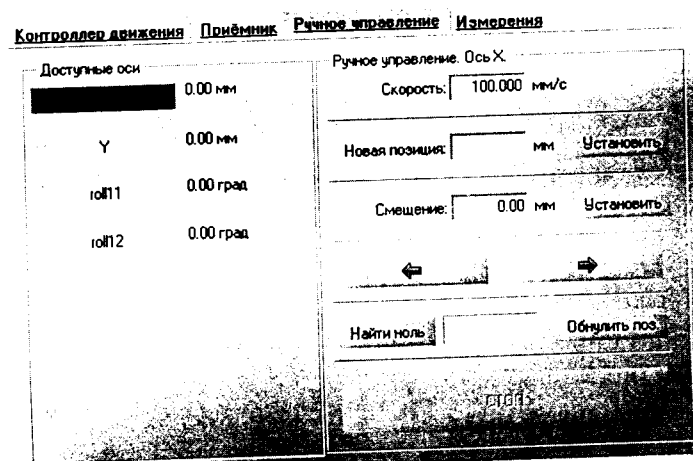 Контроллер движения Приёмник Ручное управление Измерения
Доступные оси
0.00 мм
Y 0.00 мм
roll11 0.00 град
roll12 0.00 град
Ручное управление. Ось X.
Скорость: 100.000 мм/с
Новая позиция: мм Установить
Смещение: 0.00 мм Установить
Найти ноль Обнулить поз.